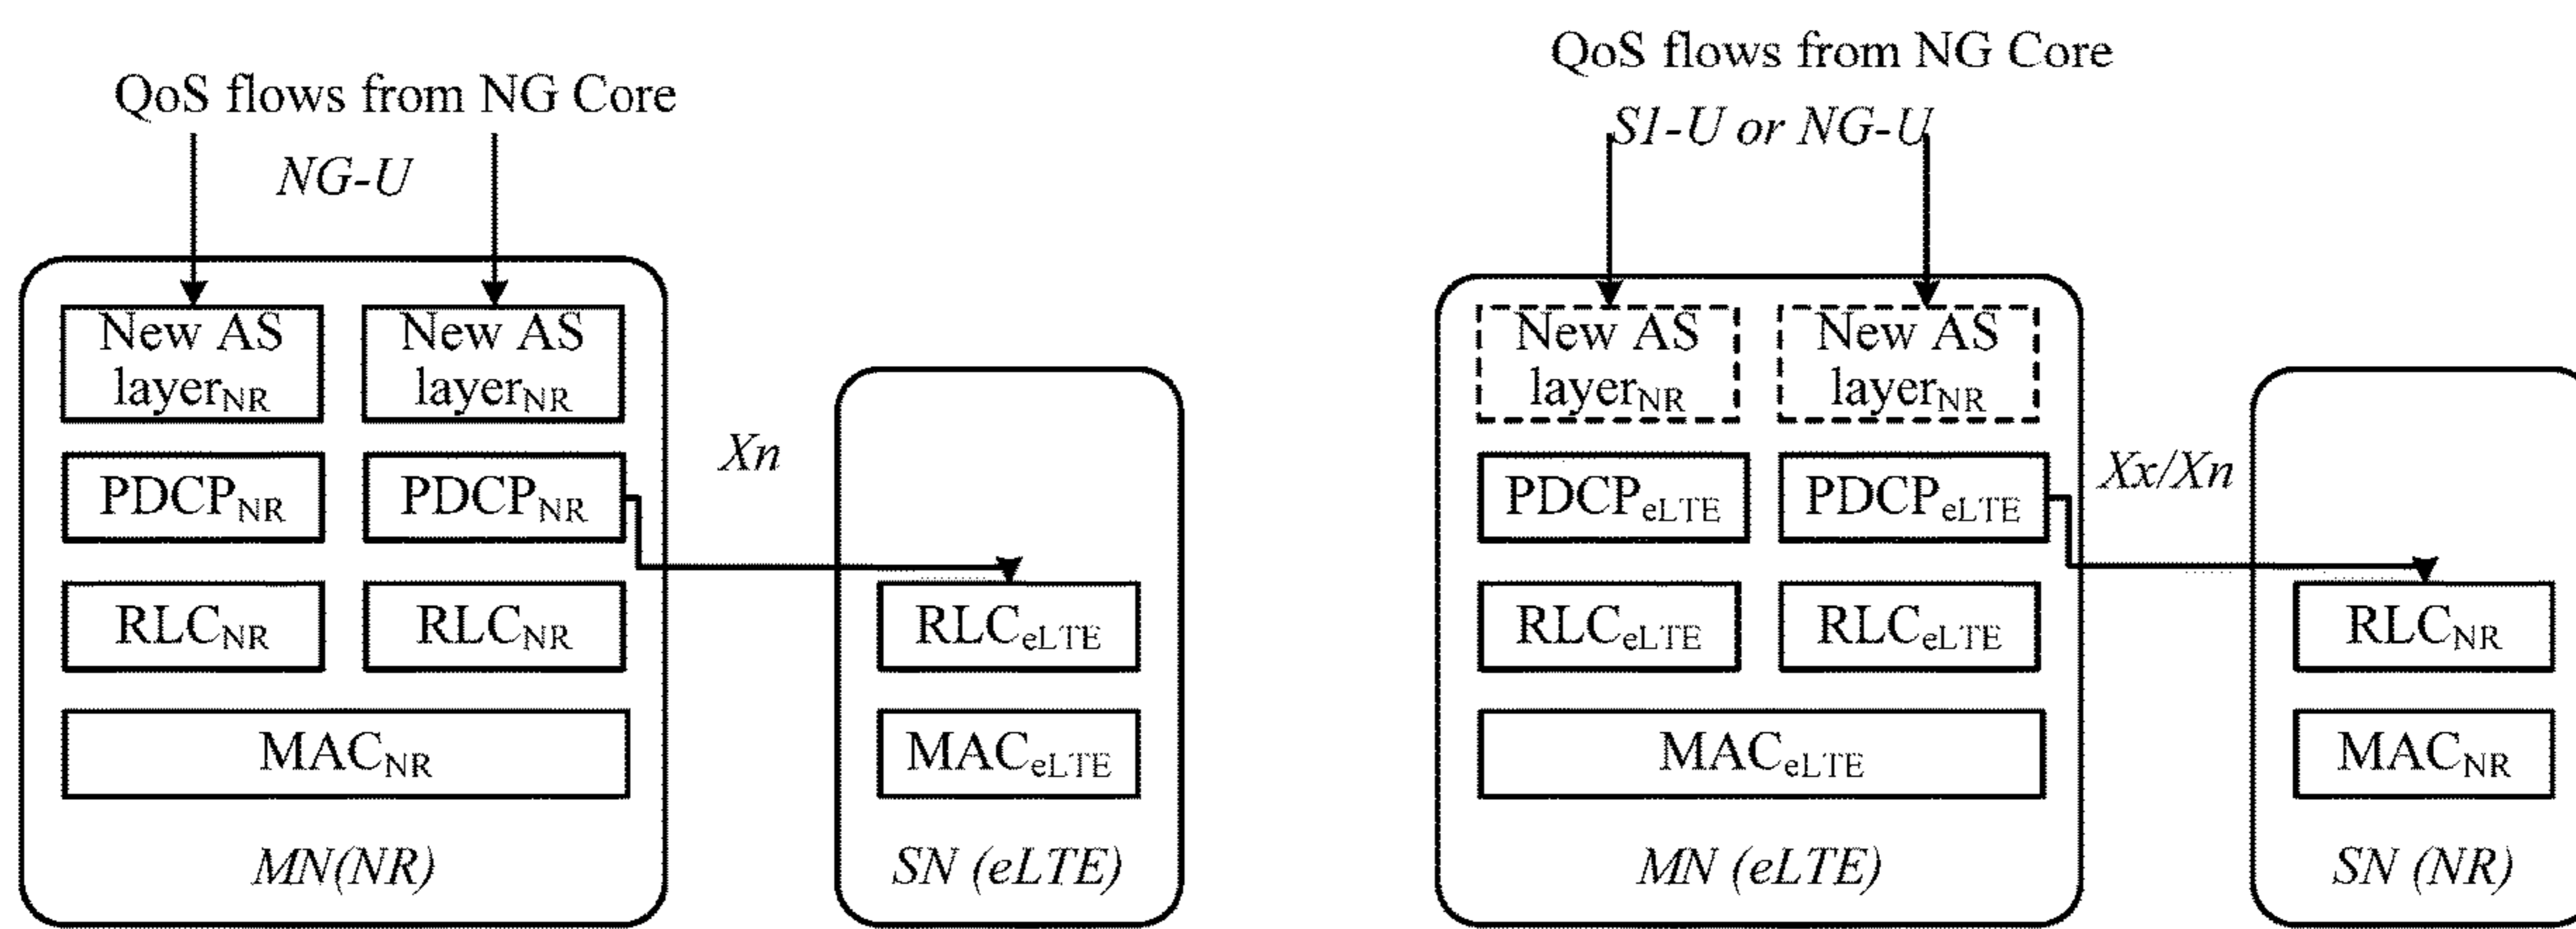 QoS flows from NG Core
NG-U
New AS
layerNR
New AS
layerNR
PDCPNR
PDCPNR
RLCNR
RLCNR
MACNR
MN(NR)
Xn
RLCeLTE
MACeLTE
SN (eLTE)
QoS flows from NG Core
S1-U or NG-U
New AS
layerNR
New AS
layerNR
PDCPeLTE
PDCPeLTE
RLCeLTE
RLCeLTE
MACeLTE
MN (eLTE)
Xx/Xn
RLCNR
MACNR
SN (NR)